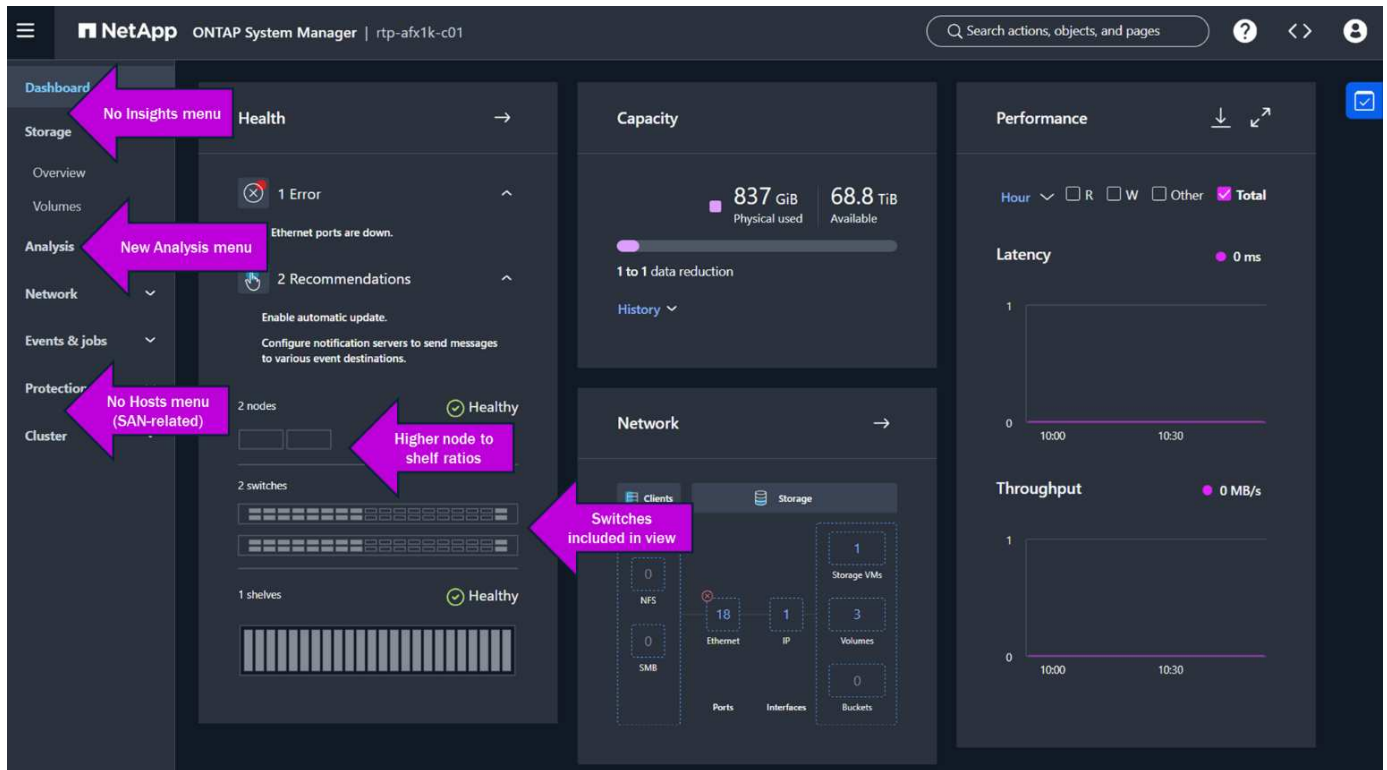 NetApp ONTAP System Manager | rtp-afx1k-c01
Search actions, objects, and pages
Dashboard
No Insights menu
Storage
Overview
Volumes
Analysis
New Analysis menu
Network
Events & jobs
Protection
No Hosts menu
(SAN-related)
Cluster
Health
1 Error
Ethernet ports are down.
2 Recommendations
Enable automatic update.
Configure notification servers to send messages
to various event destinations.
2 nodes
Healthy
Higher node to
shelf ratios
2 switches
Switches
included in view
1 shelves
Healthy
Capacity
837 GiB
Physical used
68.8 TiB
Available
1 to 1 data reduction
History
Network
Clients
Storage
0
NFS
0
SMB
18
Ethernet
1
IP
1
Storage VMs
3
Volumes
0
Buckets
Ports
Interfaces
Performance
Hour
R
W
Other
Total
Latency
0 ms
1
0
10:00
10:30
Throughput
0 MB/s
1
0
10:00
10:30